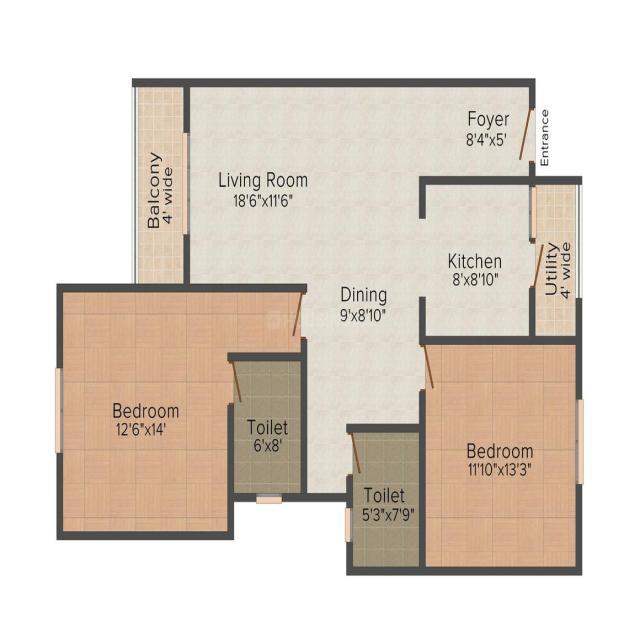 Foyer
8'4"x5'
Entrance
Balcony
4' wide
Living Room
18'6"x11'6"
Kitchen
8'x8'10"
Utility
4' wide
Dining
9'x8'10"
Bedroom
12'6"x14'
Toilet
6'x8'
Bedroom
11'10"x13'3"
Toilet
5'3"x7'9"